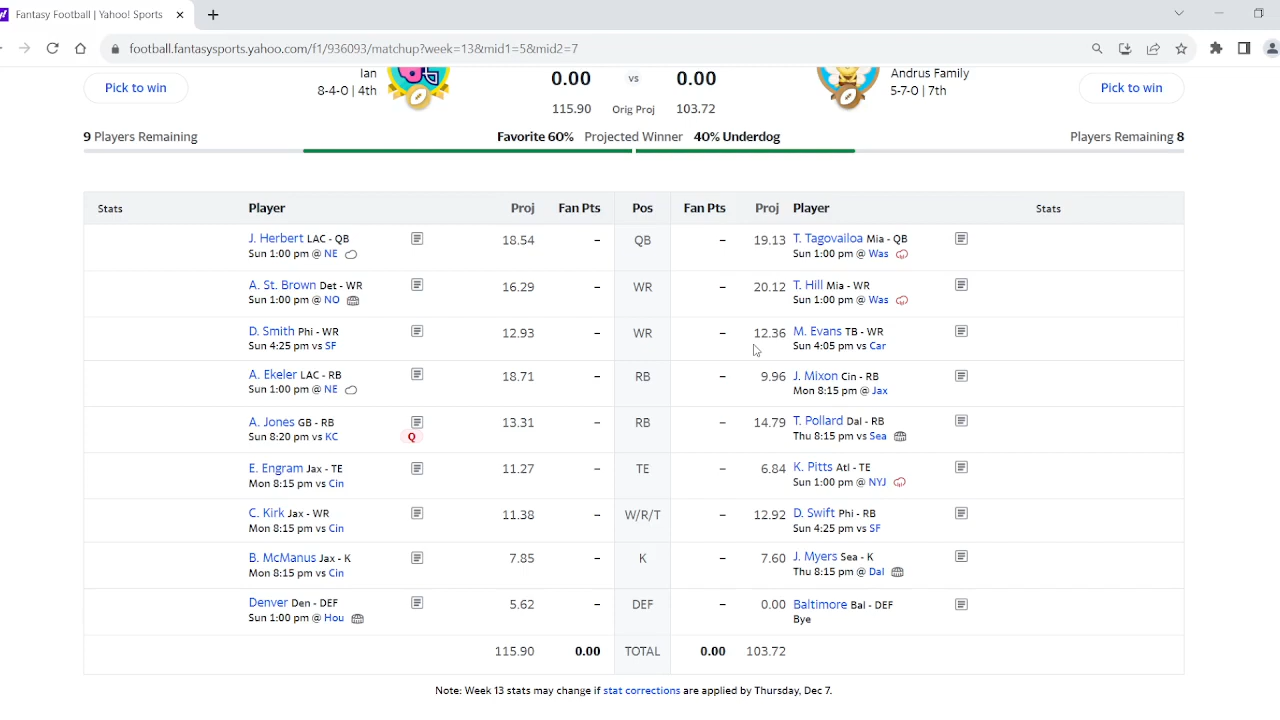 Fantasy Football | Yahoo! Sports
football.fantasysports.yahoo.com/f1/936093/matchup?week=13&mid1=5&mid2=7
Pick to win
Ian
8-4-0 | 4th
0.00 vs 0.00
115.90 Orig Proj 103.72
Andrus Family
5-7-0 | 7th
Pick to win
9 Players Remaining Favorite 60% Projected Winner 40% Underdog Players Remaining 8
Stats Player Proj Fan Pts Pos Fan Pts Proj Player Stats
J. Herbert LAC - QB 18.54 – QB – 19.13 T. Tagovailoa Mia - QB
Sun 1:00 pm @ NE Sun 1:00 pm @ Was
A. St. Brown Det - WR 16.29 – WR – 20.12 T. Hill Mia - WR
Sun 1:00 pm @ NO Sun 1:00 pm @ Was
D. Smith Phi - WR 12.93 – WR – 12.36 M. Evans TB - WR
Sun 4:25 pm vs SF Sun 4:05 pm vs Car
A. Ekeler LAC - RB 18.71 – RB – 9.96 J. Mixon Cin - RB
Sun 1:00 pm @ NE Mon 8:15 pm @ Jax
A. Jones GB - RB 13.31 – RB – 14.79 T. Pollard Dal - RB
Sun 8:20 pm vs KC Q Thu 8:15 pm vs Sea
E. Engram Jax - TE 11.27 – TE – 6.84 K. Pitts Atl - TE
Mon 8:15 pm vs Cin Sun 1:00 pm @ NYJ
C. Kirk Jax - WR 11.38 – W/R/T – 12.92 D. Swift Phi - RB
Mon 8:15 pm vs Cin Sun 4:25 pm vs SF
B. McManus Jax - K 7.85 – K – 7.60 J. Myers Sea - K
Mon 8:15 pm vs Cin Thu 8:15 pm @ Dal
Denver Den - DEF 5.62 – DEF – 0.00 Baltimore Bal - DEF
Sun 1:00 pm @ Hou Bye
115.90 0.00 TOTAL 0.00 103.72
Note: Week 13 stats may change if stat corrections are applied by Thursday, Dec 7.